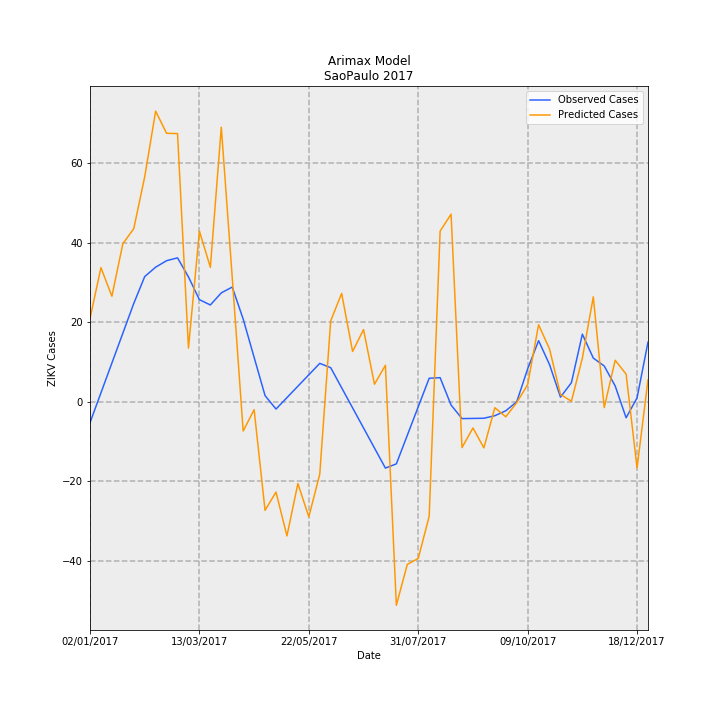 Arimax Model
SaoPaulo 2017
Observed Cases
Predicted Cases
ZIKV Cases
60
40
20
0
−20
−40
02/01/2017 13/03/2017 22/05/2017 31/07/2017 09/10/2017 18/12/2017
Date